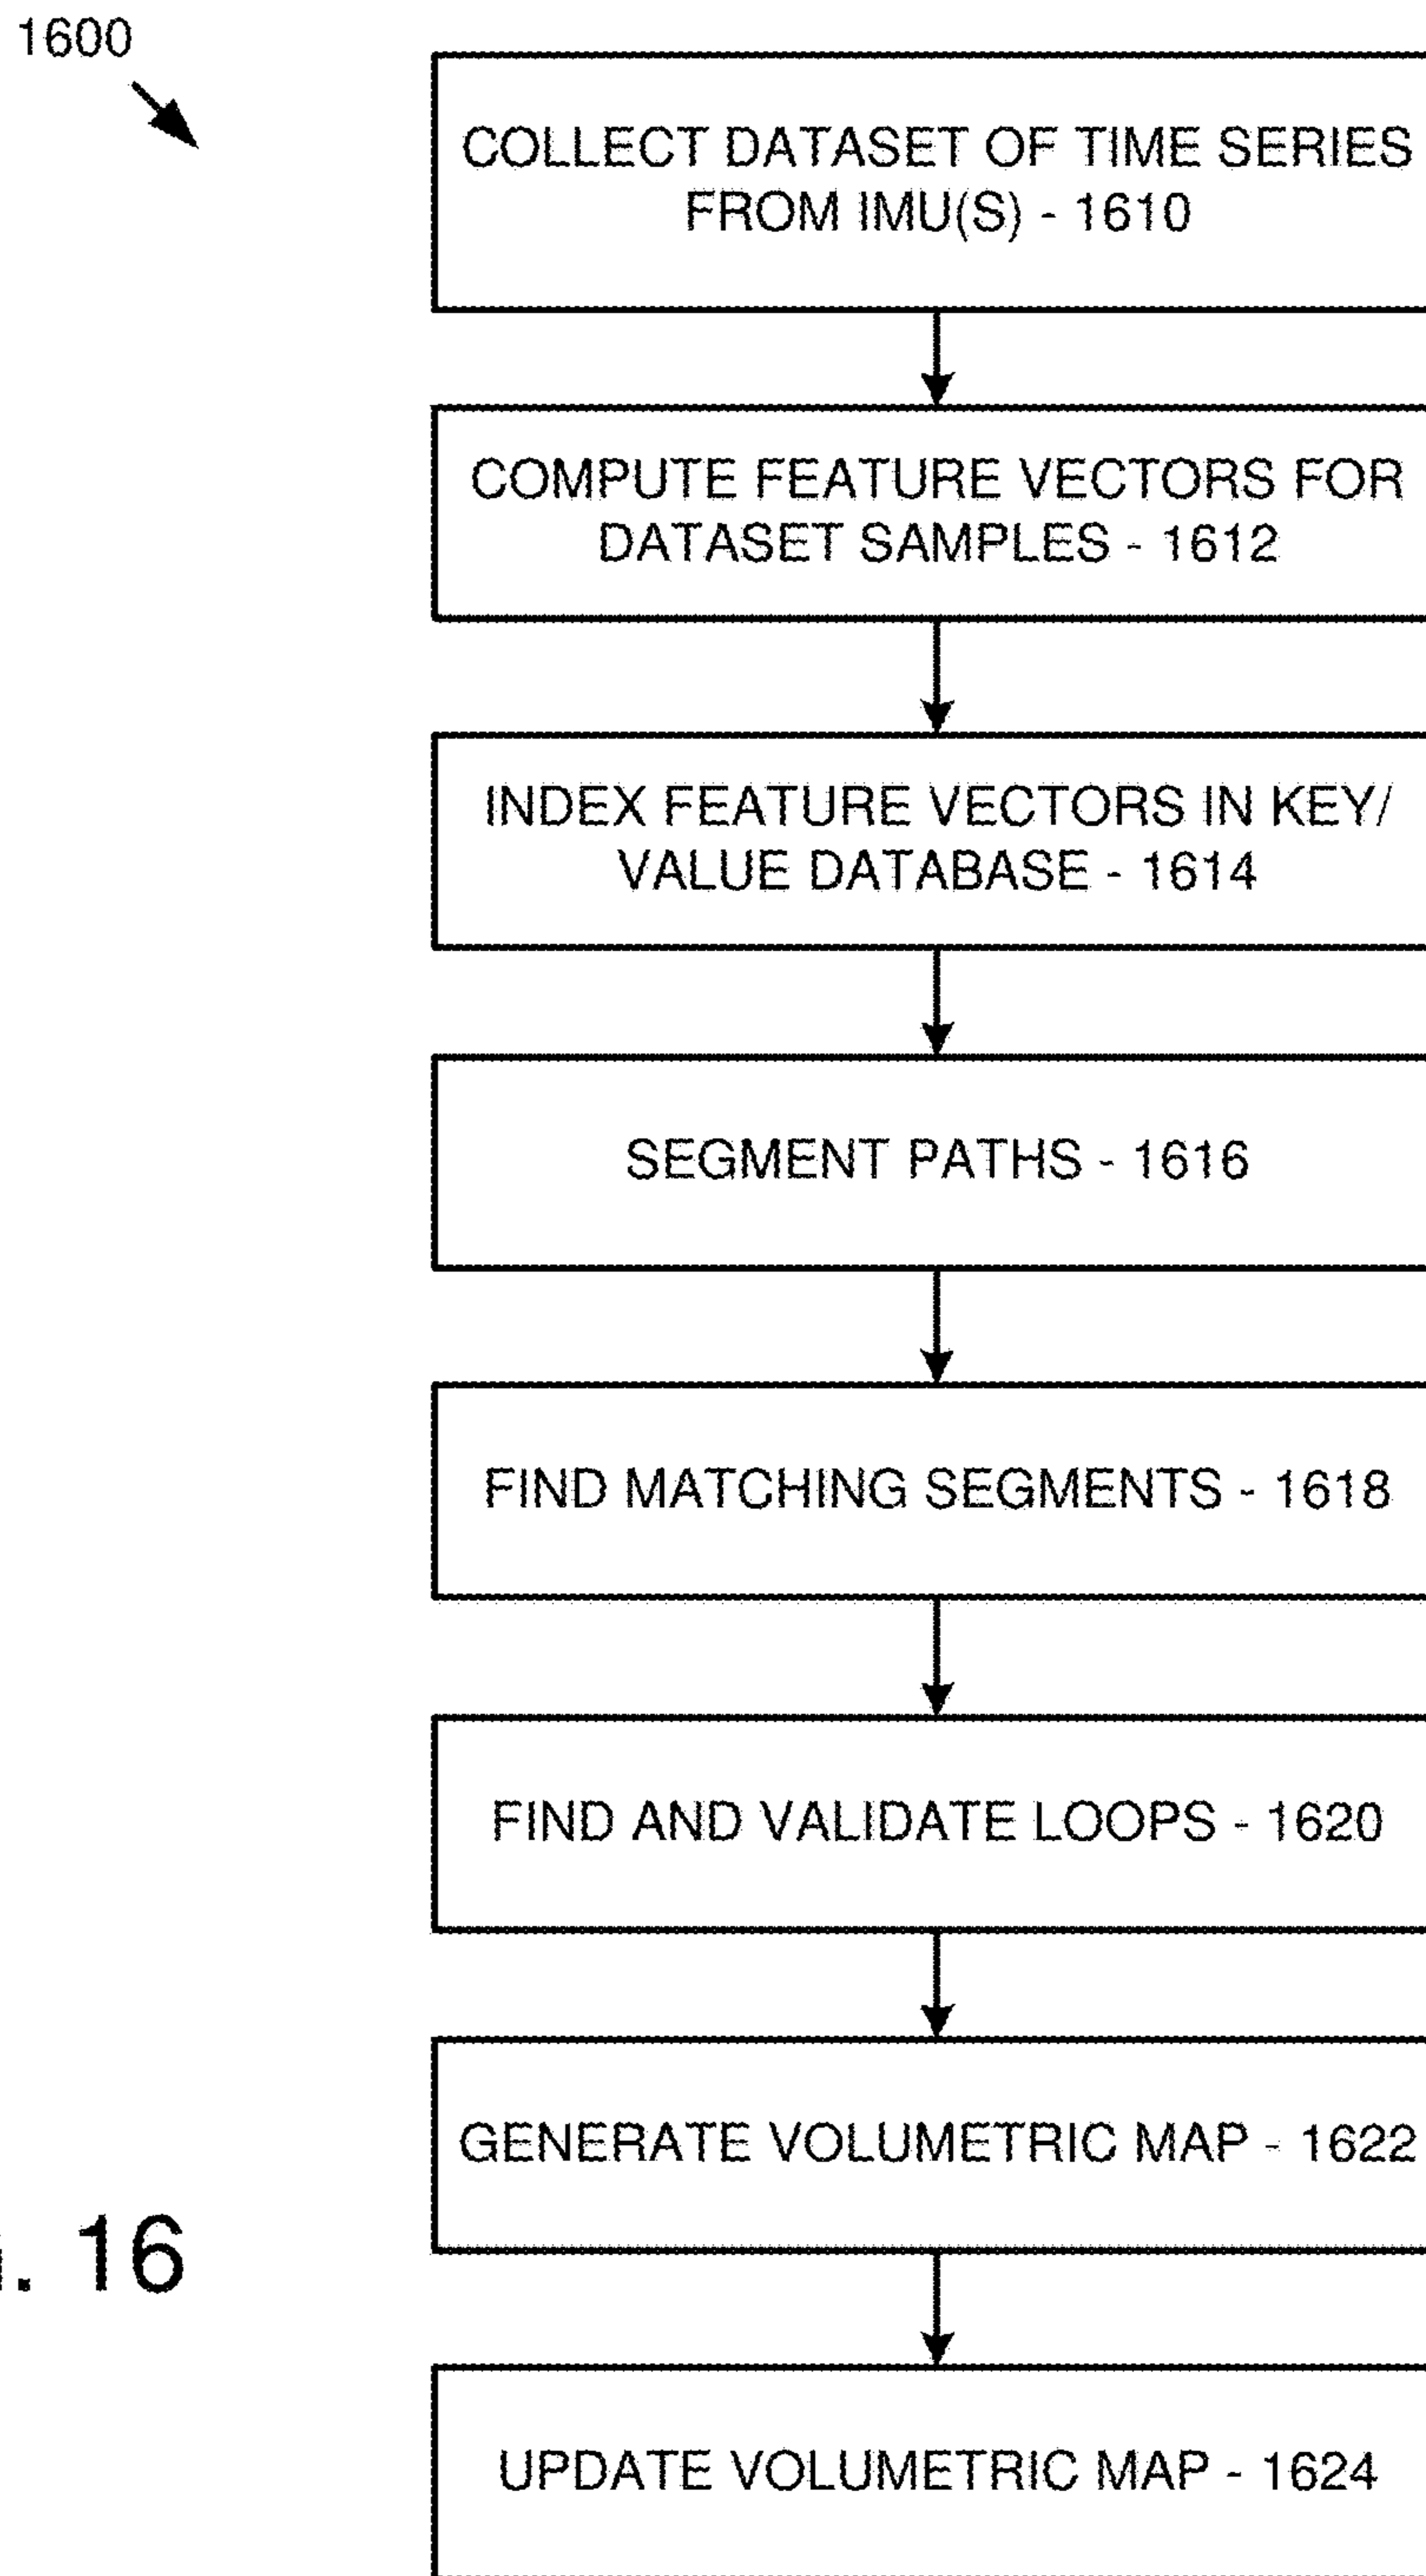 1600
COLLECT DATASET OF TIME SERIES
FROM IMU(S) - 1610
COMPUTE FEATURE VECTORS FOR
DATASET SAMPLES - 1612
INDEX FEATURE VECTORS IN KEY/
VALUE DATABASE - 1614
SEGMENT PATHS - 1616
FIND MATCHING SEGMENTS - 1618
FIND AND VALIDATE LOOPS - 1620
GENERATE VOLUMETRIC MAP - 1622
. 16
UPDATE VOLUMETRIC MAP - 1624